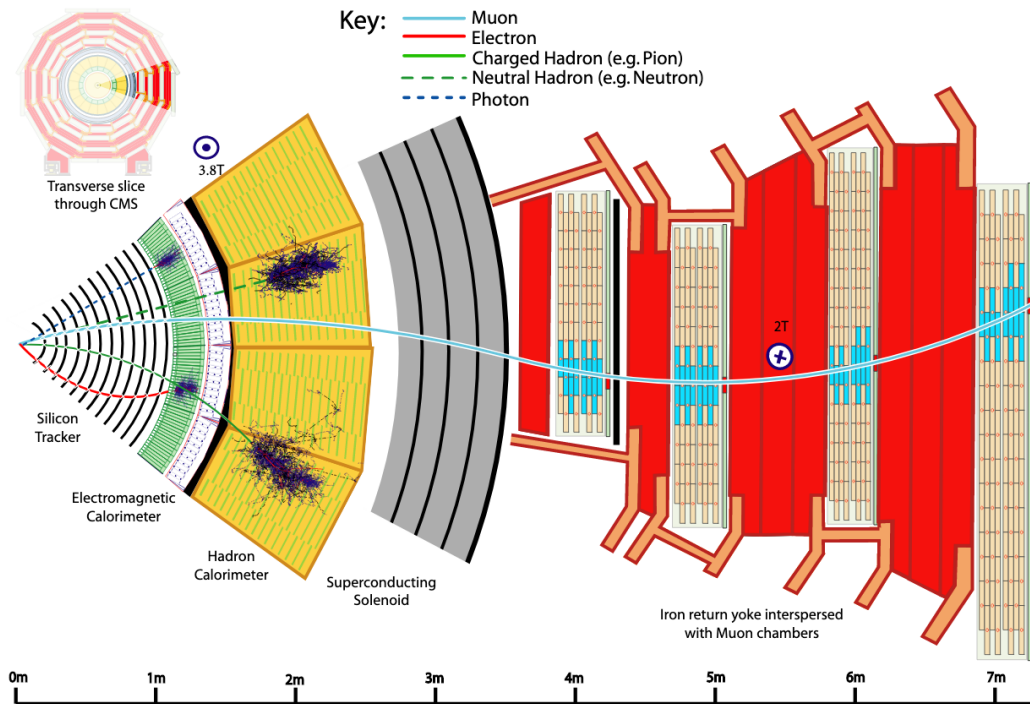 Key:
Muon
Electron
Charged Hadron (e.g. Pion)
Neutral Hadron (e.g. Neutron)
Photon
Transverse slice
through CMS
3.8T
2T
Silicon
Tracker
Electromagnetic
Calorimeter
Hadron
Calorimeter
Superconducting
Solenoid
Iron return yoke interspersed
with Muon chambers
0m 1m 2m 3m 4m 5m 6m 7m